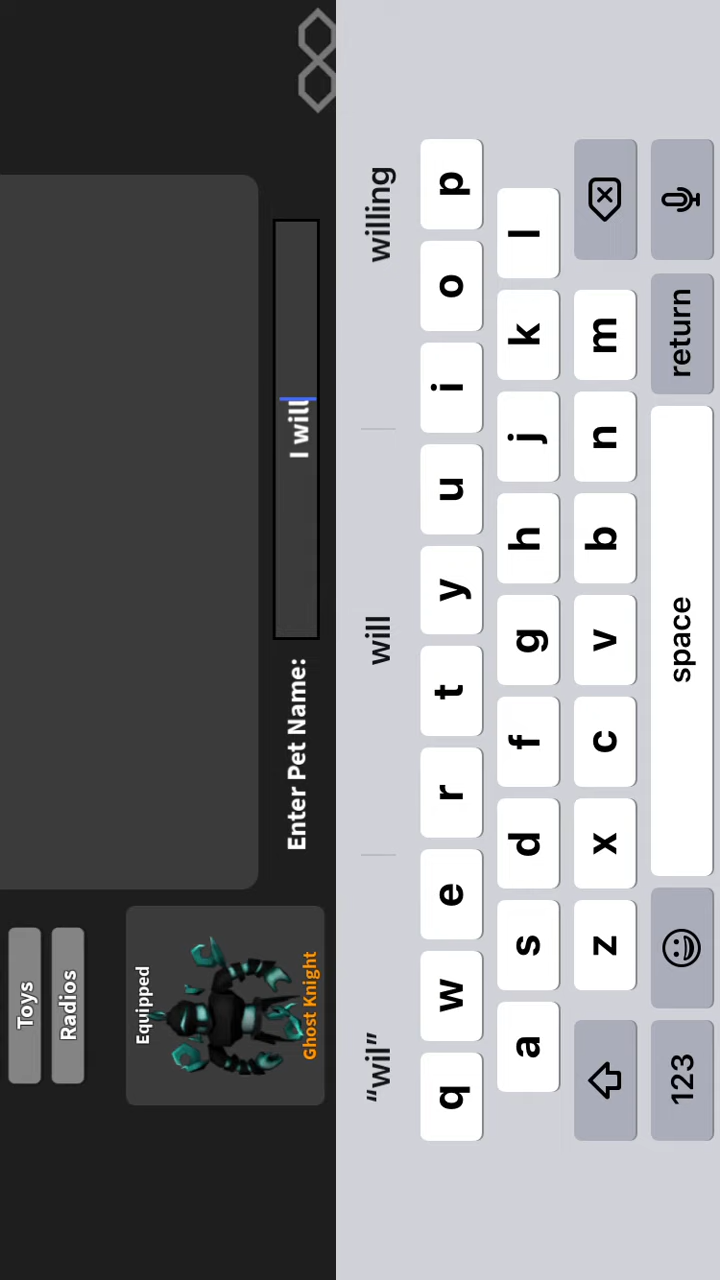 Toys
Radios
Equipped
Ghost Knight
Enter Pet Name:
I will
“wil”
will
willing
q w e r t y u i o p
a s d f g h j k l
z x c v b n m
123
space
return